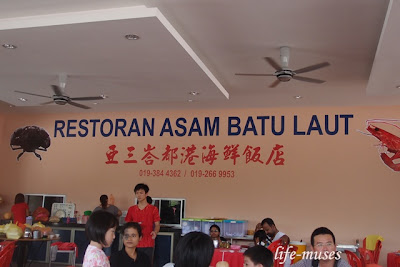 RESTORAN ASAM BATU LAUT
亚三峇都港海鲜飯店
019-384 4362 / 019-266 9953
life-muses